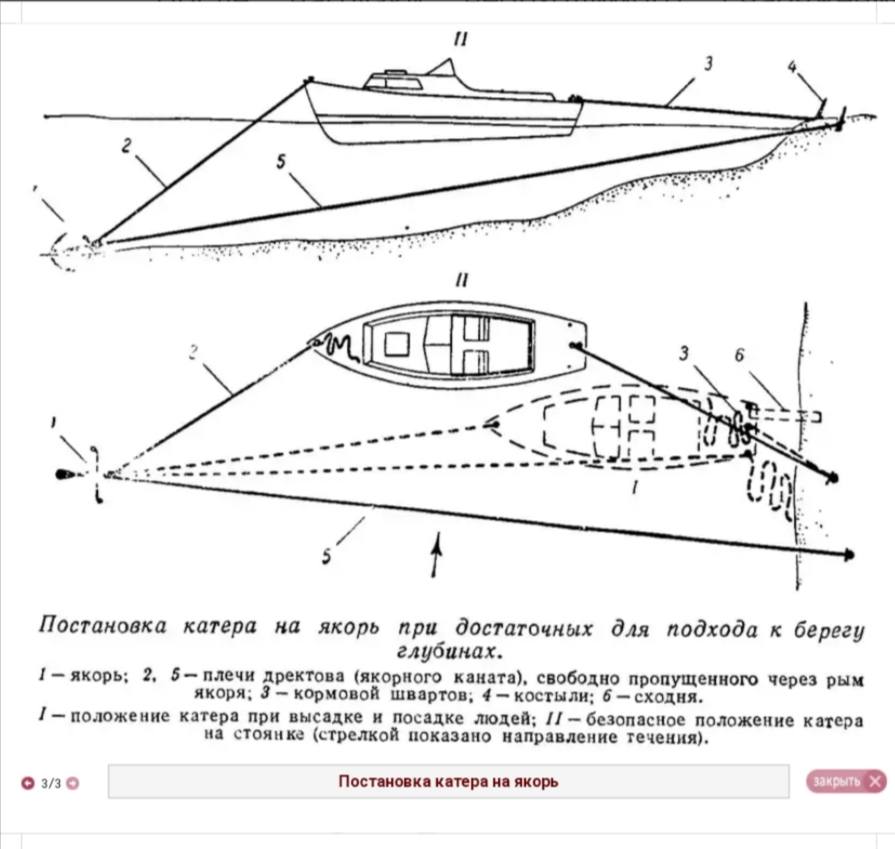 II
3
4
2
5
II
2
3
6
1
I
5
Постановка катера на якорь при достаточных для подхода к берегу
глубинах.
1 — якорь; 2, 5 — плечи дректова (якорного каната), свободно пропущенного через рым
якоря; 3 — кормовой швартов; 4 — костыли; 6 — сходня.
I — положение катера при высадке и посадке людей; II — безопасное положение катера
на стоянке (стрелкой показано направление течения).
3/3
Постановка катера на якорь
закрыть